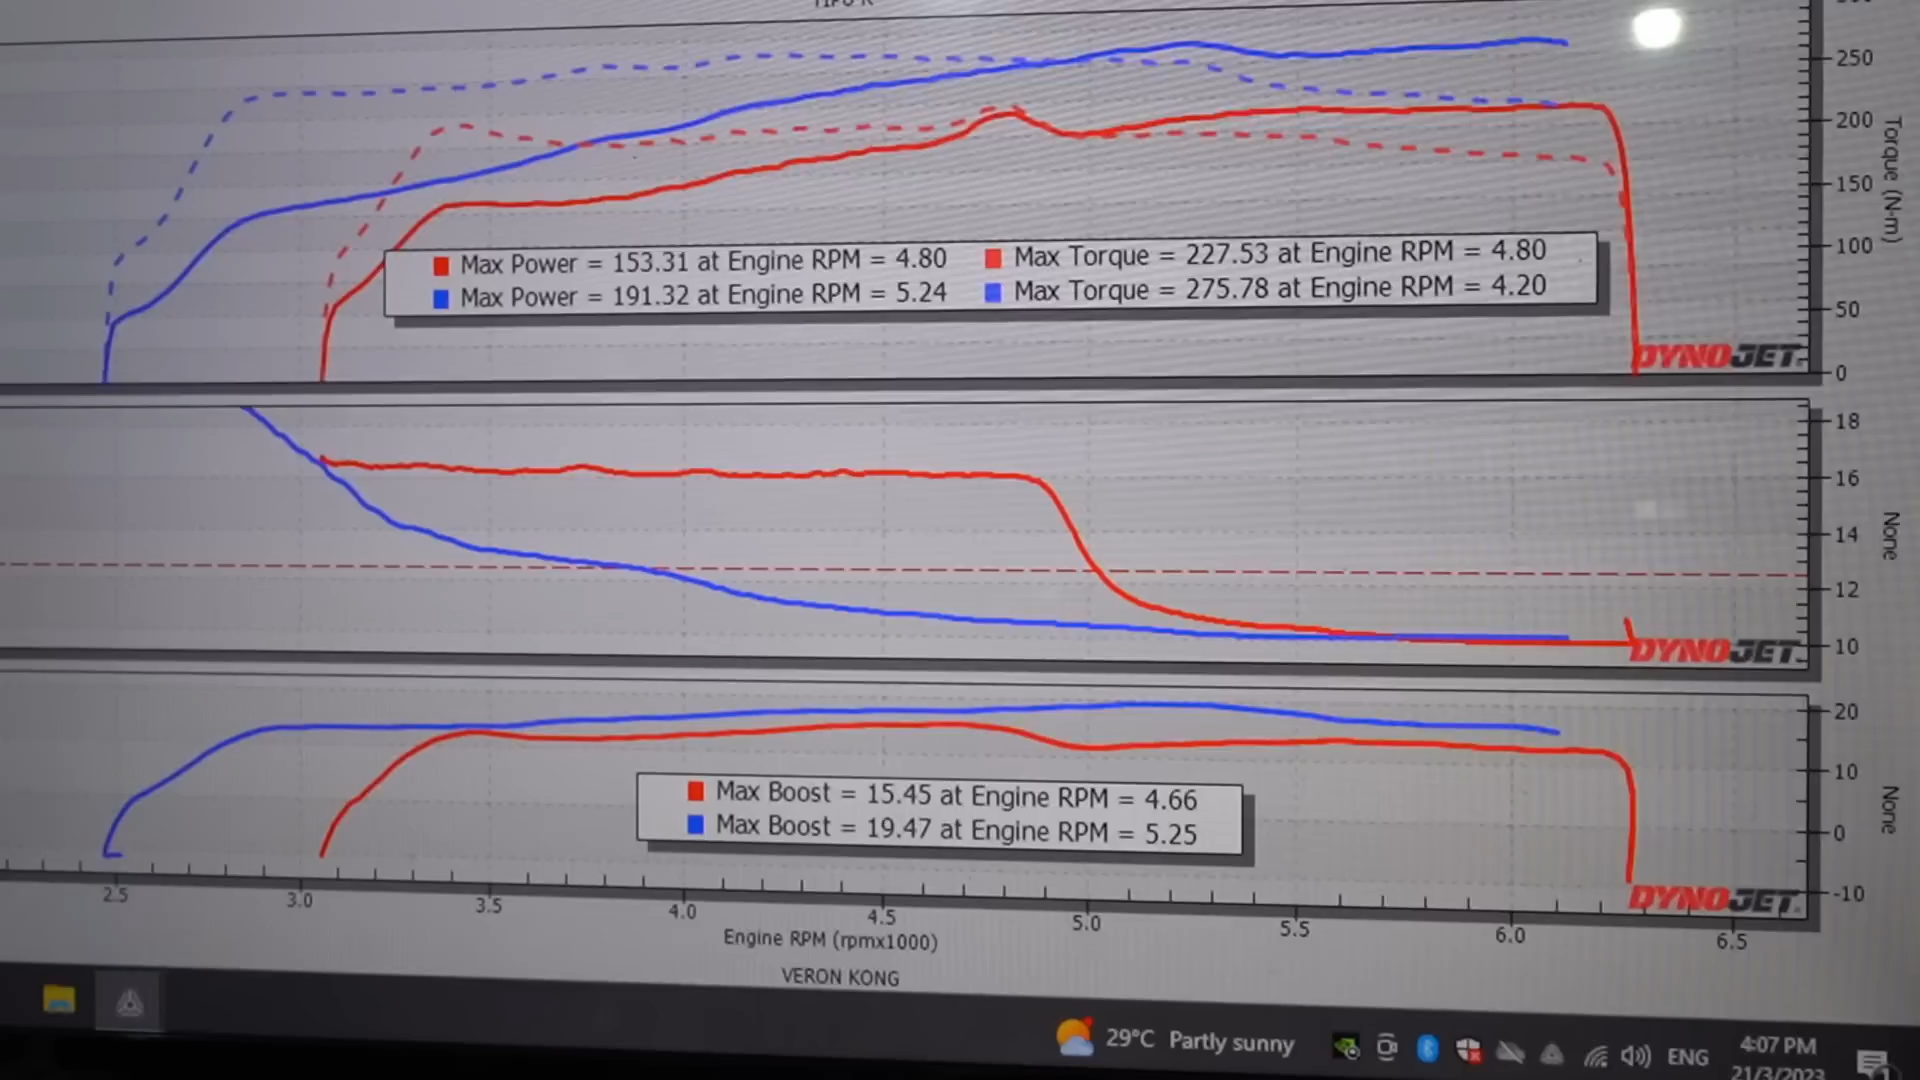 250
200
150
100
50
0
Torque (N-m)
Max Power = 153.31 at Engine RPM = 4.80
Max Torque = 227.53 at Engine RPM = 4.80
Max Power = 191.32 at Engine RPM = 5.24
Max Torque = 275.78 at Engine RPM = 4.20
DYNOJET
18
16
14
12
10
None
DYNOJET
20
10
0
-10
None
Max Boost = 15.45 at Engine RPM = 4.66
Max Boost = 19.47 at Engine RPM = 5.25
DYNOJET
2.5 3.0 3.5 4.0 4.5 5.0 5.5 6.0 6.5
Engine RPM (rpmx1000)
VERON KONG
29°C Partly sunny
ENG
4:07 PM
21/3/2023
1